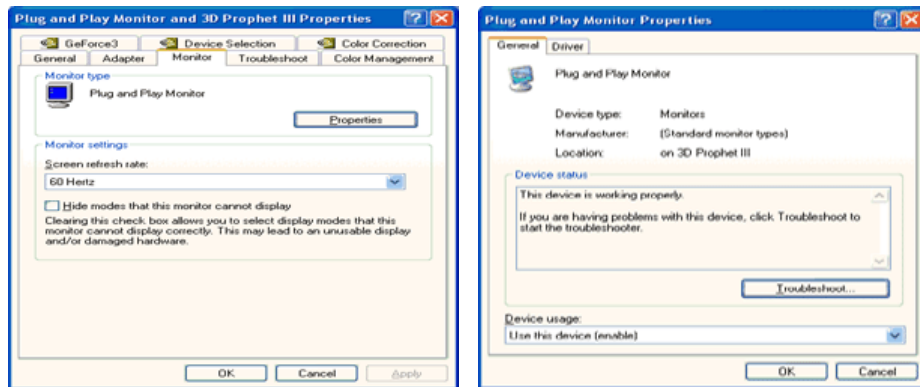 Plug and Play Monitor and 3D Prophet III Properties
GeForce3
Device Selection
Color Correction
General
Adapter
Monitor
Troubleshoot
Color Management
Monitor type
Plug and Play Monitor
Properties
Monitor settings
Screen refresh rate:
60 Hertz
Hide modes that this monitor cannot display
Clearing this check box allows you to select display modes that this
monitor cannot display correctly. This may lead to an unusable display
and/or damaged hardware.
OK
Cancel
Apply
Plug and Play Monitor Properties
General
Driver
Plug and Play Monitor
Device type: Monitors
Manufacturer: (Standard monitor types)
Location: on 3D Prophet III
Device status
This device is working properly.
If you are having problems with this device, click Troubleshoot to
start the troubleshooter.
Troubleshoot...
Device usage:
Use this device (enable)
OK
Cancel